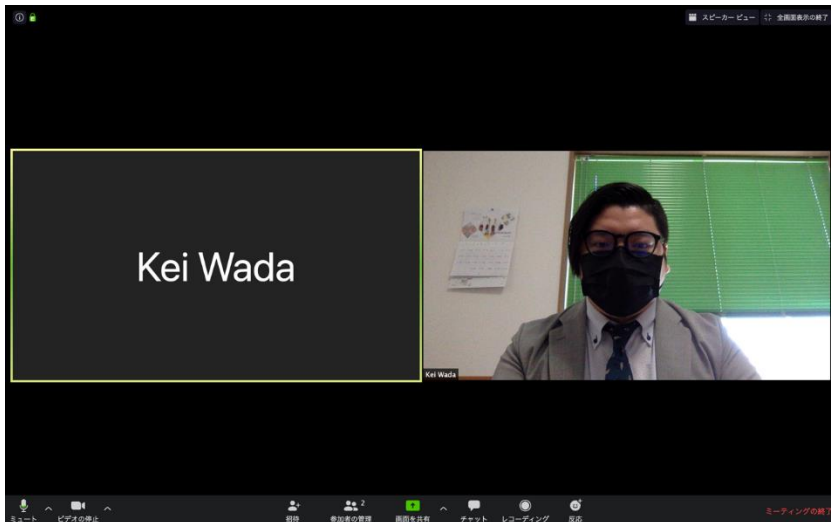 スピーカー ビュー
全画面表示の終了
Kei Wada
Kei Wada
2
ミュート
ビデオの停止
招待
参加者の管理
画面を共有
チャット
レコーディング
反応
ミーティングの終了